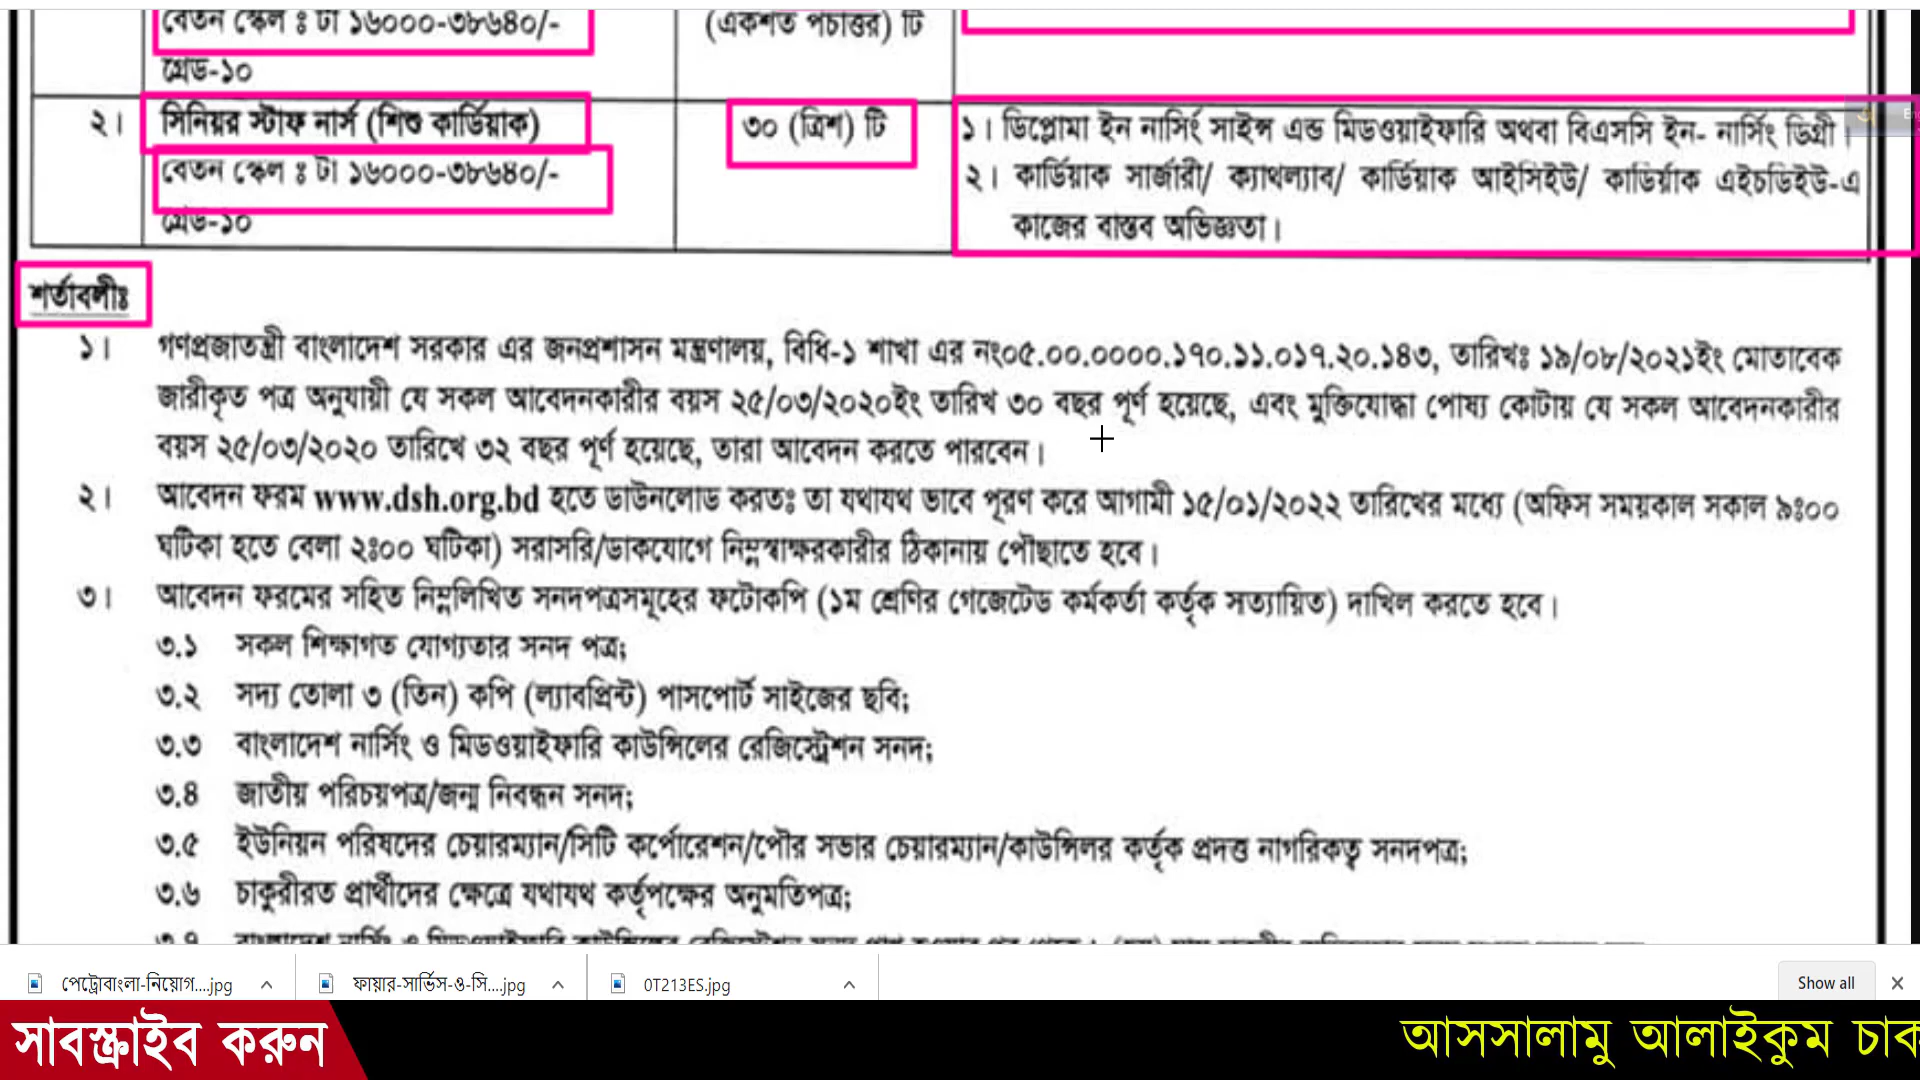 বেতন স্কেল ঃ টা ১৬০০০-৩৮৬৪০/-
(একশত পচাত্তর) টি
গ্রেড-১০
২। সিনিয়র স্টাফ নার্স (শিশু কার্ডিয়াক)
৩০ (ত্রিশ) টি
১। ডিপ্লোমা ইন নার্সিং সাইন্স এন্ড মিডওয়াইফারি অথবা বিএসসি ইন- নার্সিং ডিগ্রী।
বেতন স্কেল ঃ টা ১৬০০০-৩৮৬৪০/-
২। কার্ডিয়াক সার্জারী/ ক্যাথল্যাব/ কার্ডিয়াক আইসিইউ/ কার্ডিয়াক এইচডিইউ-এ
গ্রেড-১০
কাজের বাস্তব অভিজ্ঞতা।
শর্তাবলীঃ
১। গণপ্রজাতন্ত্রী বাংলাদেশ সরকার এর জনপ্রশাসন মন্ত্রণালয়, বিধি-১ শাখা এর নং০৫.০০.০০০০.১৭০.১১.০১৭.২০.১৪৩, তারিখঃ ১৯/০৮/২০২১ইং মোতাবেক
জারীকৃত পত্র অনুযায়ী যে সকল আবেদনকারীর বয়স ২৫/০৩/২০২০ইং তারিখ ৩০ বছর পূর্ণ হয়েছে, এবং মুক্তিযোদ্ধা পোষ্য কোটায় যে সকল আবেদনকারীর
বয়স ২৫/০৩/২০২০ তারিখে ৩২ বছর পূর্ণ হয়েছে, তারা আবেদন করতে পারবেন।
২। আবেদন ফরম www.dsh.org.bd হতে ডাউনলোড করতঃ তা যথাযথ ভাবে পূরণ করে আগামী ১৫/০১/২০২২ তারিখের মধ্যে (অফিস সময়কাল সকাল ৯ঃ০০
ঘটিকা হতে বেলা ২ঃ০০ ঘটিকা) সরাসরি/ডাকযোগে নিম্নস্বাক্ষরকারীর ঠিকানায় পৌছাতে হবে।
৩। আবেদন ফরমের সহিত নিম্নলিখিত সনদপত্রসমূহের ফটোকপি (১ম শ্রেণির গেজেটেড কর্মকর্তা কর্তৃক সত্যায়িত) দাখিল করতে হবে।
৩.১ সকল শিক্ষাগত যোগ্যতার সনদ পত্র;
৩.২ সদ্য তোলা ৩ (তিন) কপি (ল্যাবপ্রিন্ট) পাসপোর্ট সাইজের ছবি;
৩.৩ বাংলাদেশ নার্সিং ও মিডওয়াইফারি কাউন্সিলের রেজিস্ট্রেশন সনদ;
৩.৪ জাতীয় পরিচয়পত্র/জন্ম নিবন্ধন সনদ;
৩.৫ ইউনিয়ন পরিষদের চেয়ারম্যান/সিটি কর্পোরেশন/পৌর সভার চেয়ারম্যান/কাউন্সিলর কর্তৃক প্রদত্ত নাগরিকত্ব সনদপত্র;
৩.৬ চাকুরীরত প্রার্থীদের ক্ষেত্রে যথাযথ কর্তৃপক্ষের অনুমতিপত্র;
৩.৭ বাংলাদেশ নার্সিং ও মিডওয়াইফারি কাউন্সিলের রেজিস্ট্রেশন সনদ
পেট্রোবাংলা-নিয়োগ....jpg
ফায়ার-সার্ভিস-ও-সি....jpg
0T213ES.jpg
Show all
সাবস্ক্রাইব করুন
আসসালামু আলাইকুম চাক